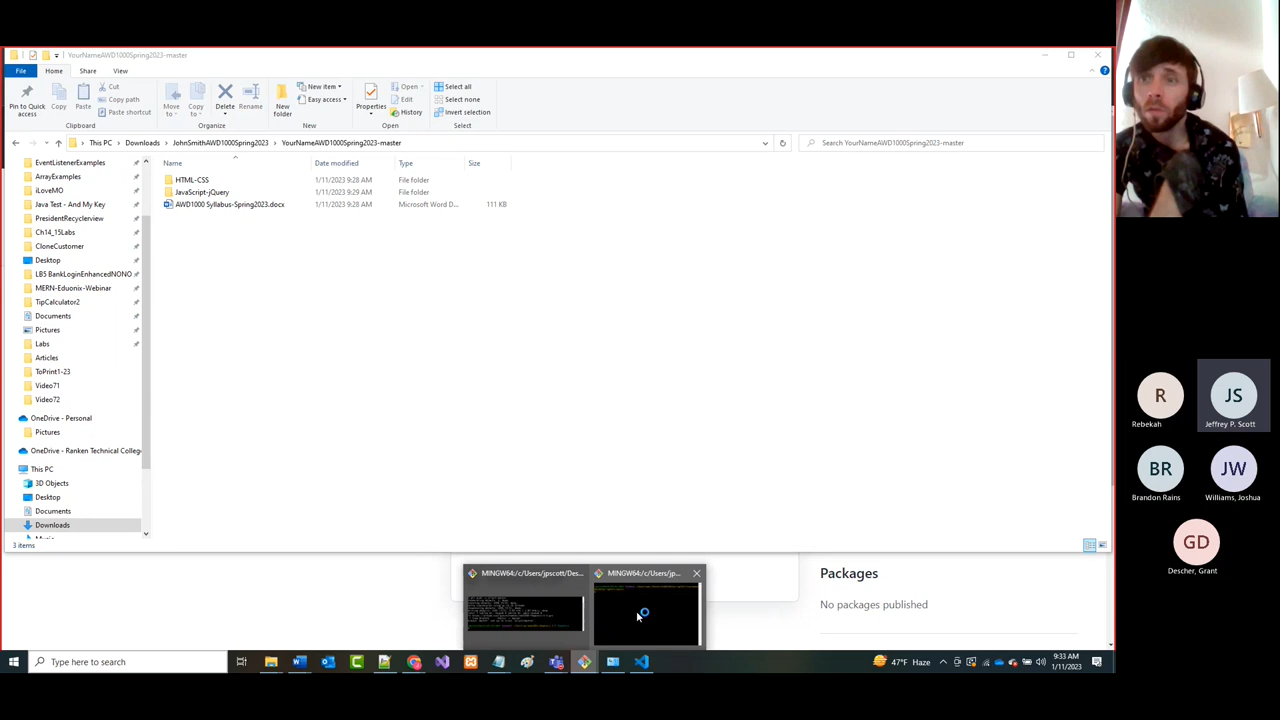 YourNameAWD1000Spring2023-master
File
Home
Share
View
Pin to Quick access
Copy
Paste
Cut
Copy path
Paste shortcut
Clipboard
Move to
Copy to
Delete
Rename
Organize
New folder
New item
Easy access
New
Properties
Open
Edit
History
Open
Select all
Select none
Invert selection
Select
This PC > Downloads > JohnSmithAWD1000Spring2023 > YourNameAWD1000Spring2023-master
Search YourNameAWD1000Spring2023-master
Name Date modified Type Size
HTML-CSS 1/11/2023 9:28 AM File folder
JavaScript-jQuery 1/11/2023 9:29 AM File folder
AWD1000 Syllabus-Spring2023.docx 1/11/2023 9:28 AM Microsoft Word D... 111 KB
EventListenerExamples
ArrayExamples
iLoveMO
Java Test - And My Key
PresidentRecyclerview
Ch14_15Labs
CloneCustomer
Desktop
LB5 BankLoginEnhancedNONO
MERN-Eduonix-Webinar
TipCalculator2
Documents
Pictures
Labs
Articles
ToPrint1-23
Video71
Video72
OneDrive - Personal
Pictures
OneDrive - Ranken Technical College
This PC
3D Objects
Desktop
Documents
Downloads
3 items
MINGW64:/c/Users/jpscott/Des...
MINGW64:/c/Users/jp...
Packages
No packages published
Type here to search
47°F Haze
9:33 AM
1/11/2023
R
Rebekah
JS
Jeffrey P. Scott
BR
Brandon Rains
JW
Williams, Joshua
GD
Descher, Grant